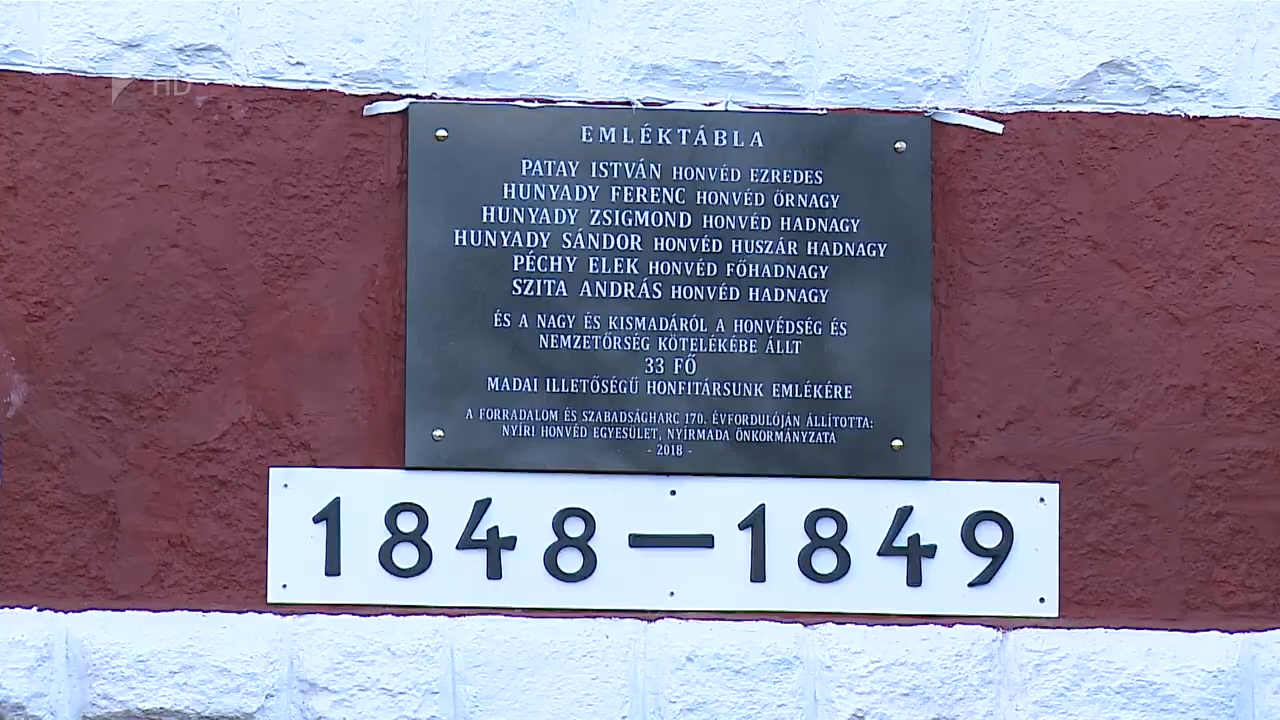 HD
EMLÉKTÁBLA
PATAY ISTVÁN HONVÉD EZREDES
HUNYADY FERENC HONVÉD ŐRNAGY
HUNYADY ZSIGMOND HONVÉD HADNAGY
HUNYADY SÁNDOR HONVÉD HUSZÁR HADNAGY
PÉCHY ELEK HONVÉD FŐHADNAGY
SZITA ANDRÁS HONVÉD HADNAGY
ÉS A NAGY ÉS KISMADÁRÓL A HONVÉDSÉG ÉS
NEMZETŐRSÉG KÖTELÉKÉBE ÁLLT
33 FŐ
MADAI ILLETŐSÉGŰ HONFITÁRSUNK EMLÉKÉRE
A FORRADALOM ÉS SZABADSÁGHARC 170. ÉVFORDULÓJÁN ÁLLÍTOTTA:
NYÍRI HONVÉD EGYESÜLET, NYÍRMADA ÖNKORMÁNYZATA
- 2018 -
1848–1849